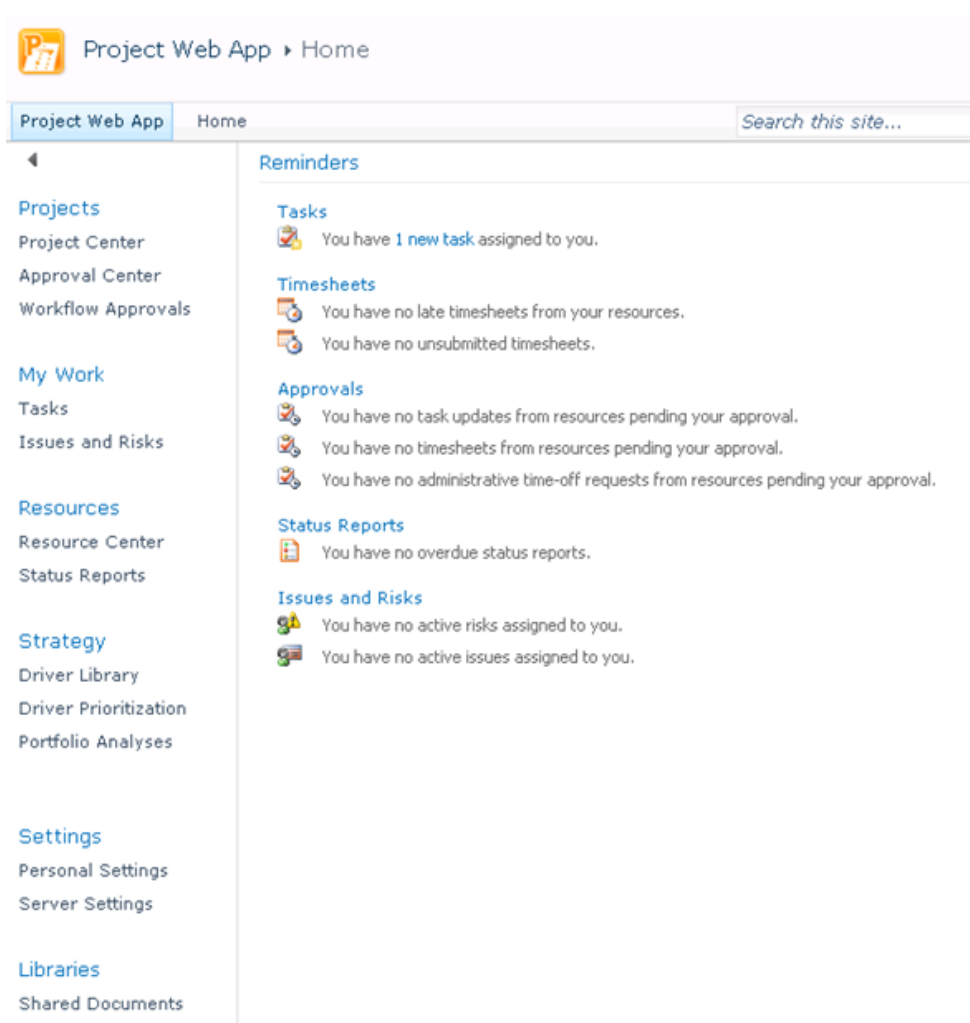 Project Web App ▸ Home
Project Web App Home Search this site...
Projects
Project Center
Approval Center
Workflow Approvals
My Work
Tasks
Issues and Risks
Resources
Resource Center
Status Reports
Strategy
Driver Library
Driver Prioritization
Portfolio Analyses
Settings
Personal Settings
Server Settings
Libraries
Shared Documents
Reminders
Tasks
You have 1 new task assigned to you.
Timesheets
You have no late timesheets from your resources.
You have no unsubmitted timesheets.
Approvals
You have no task updates from resources pending your approval.
You have no timesheets from resources pending your approval.
You have no administrative time-off requests from resources pending your approval.
Status Reports
You have no overdue status reports.
Issues and Risks
You have no active risks assigned to you.
You have no active issues assigned to you.